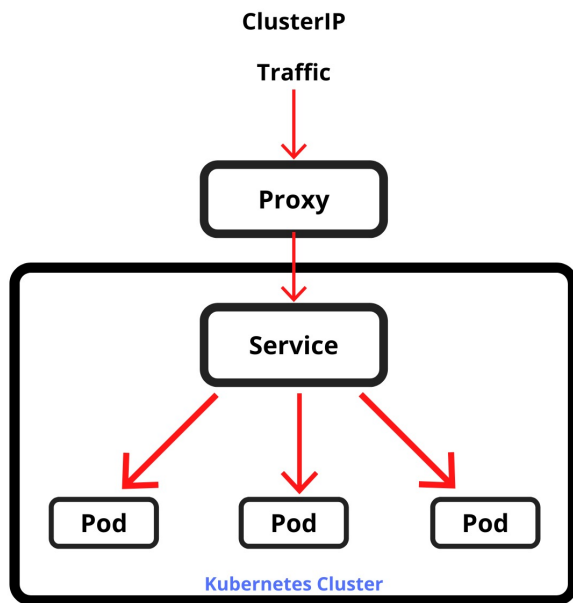 ClusterIP
Traffic
Proxy
Service
Pod Pod Pod
Kubernetes Cluster